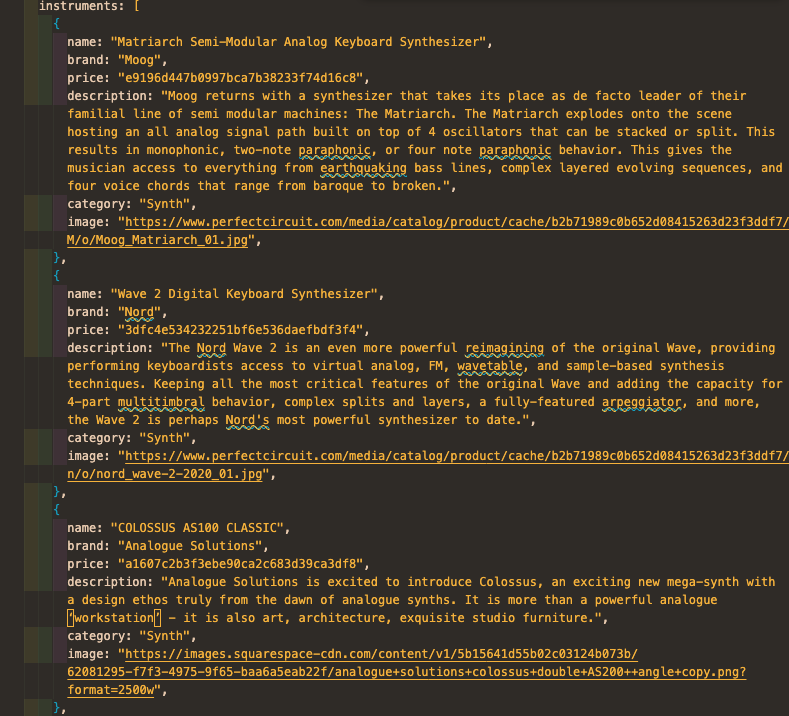 instruments: [
{
name: "Matriarch Semi-Modular Analog Keyboard Synthesizer",
brand: "Moog",
price: "e9196d447b0997bca7b38233f74d16c8",
description: "Moog returns with a synthesizer that takes its place as de facto leader of their
familial line of semi modular machines: The Matriarch. The Matriarch explodes onto the scene
hosting an all analog signal path built on top of 4 oscillators that can be stacked or split. This
results in monophonic, two-note paraphonic, or four note paraphonic behavior. This gives the
musician access to everything from earthquaking bass lines, complex layered evolving sequences, and
four voice chords that range from baroque to broken.",
category: "Synth",
image: "https://www.perfectcircuit.com/media/catalog/product/cache/b2b71989c0b652d08415263d23f3ddf7/
M/o/Moog_Matriarch_01.jpg",
},
{
name: "Wave 2 Digital Keyboard Synthesizer",
brand: "Nord",
price: "3dfc4e534232251bf6e536daefbdf3f4",
description: "The Nord Wave 2 is an even more powerful reimagining of the original Wave, providing
performing keyboardists access to virtual analog, FM, wavetable, and sample-based synthesis
techniques. Keeping all the most critical features of the original Wave and adding the capacity for
4-part multitimbral behavior, complex splits and layers, a fully-featured arpeggiator, and more,
the Wave 2 is perhaps Nord's most powerful synthesizer to date.",
category: "Synth",
image: "https://www.perfectcircuit.com/media/catalog/product/cache/b2b71989c0b652d08415263d23f3ddf7/
n/o/nord_wave-2-2020_01.jpg",
},
{
name: "COLOSSUS AS100 CLASSIC",
brand: "Analogue Solutions",
price: "a1607c2b3f3ebe90ca2c683d39ca3df8",
description: "Analogue Solutions is excited to introduce Colossus, an exciting new mega-synth with
a design ethos truly from the dawn of analogue synths. It is more than a powerful analogue
‘workstation’ – it is also art, architecture, exquisite studio furniture.",
category: "Synth",
image: "https://images.squarespace-cdn.com/content/v1/5b15641d55b02c03124b073b/
62081295-f7f3-4975-9f65-baa6a5eab22f/analogue+solutions+colossus+double+AS200++angle+copy.png?
format=2500w",
},